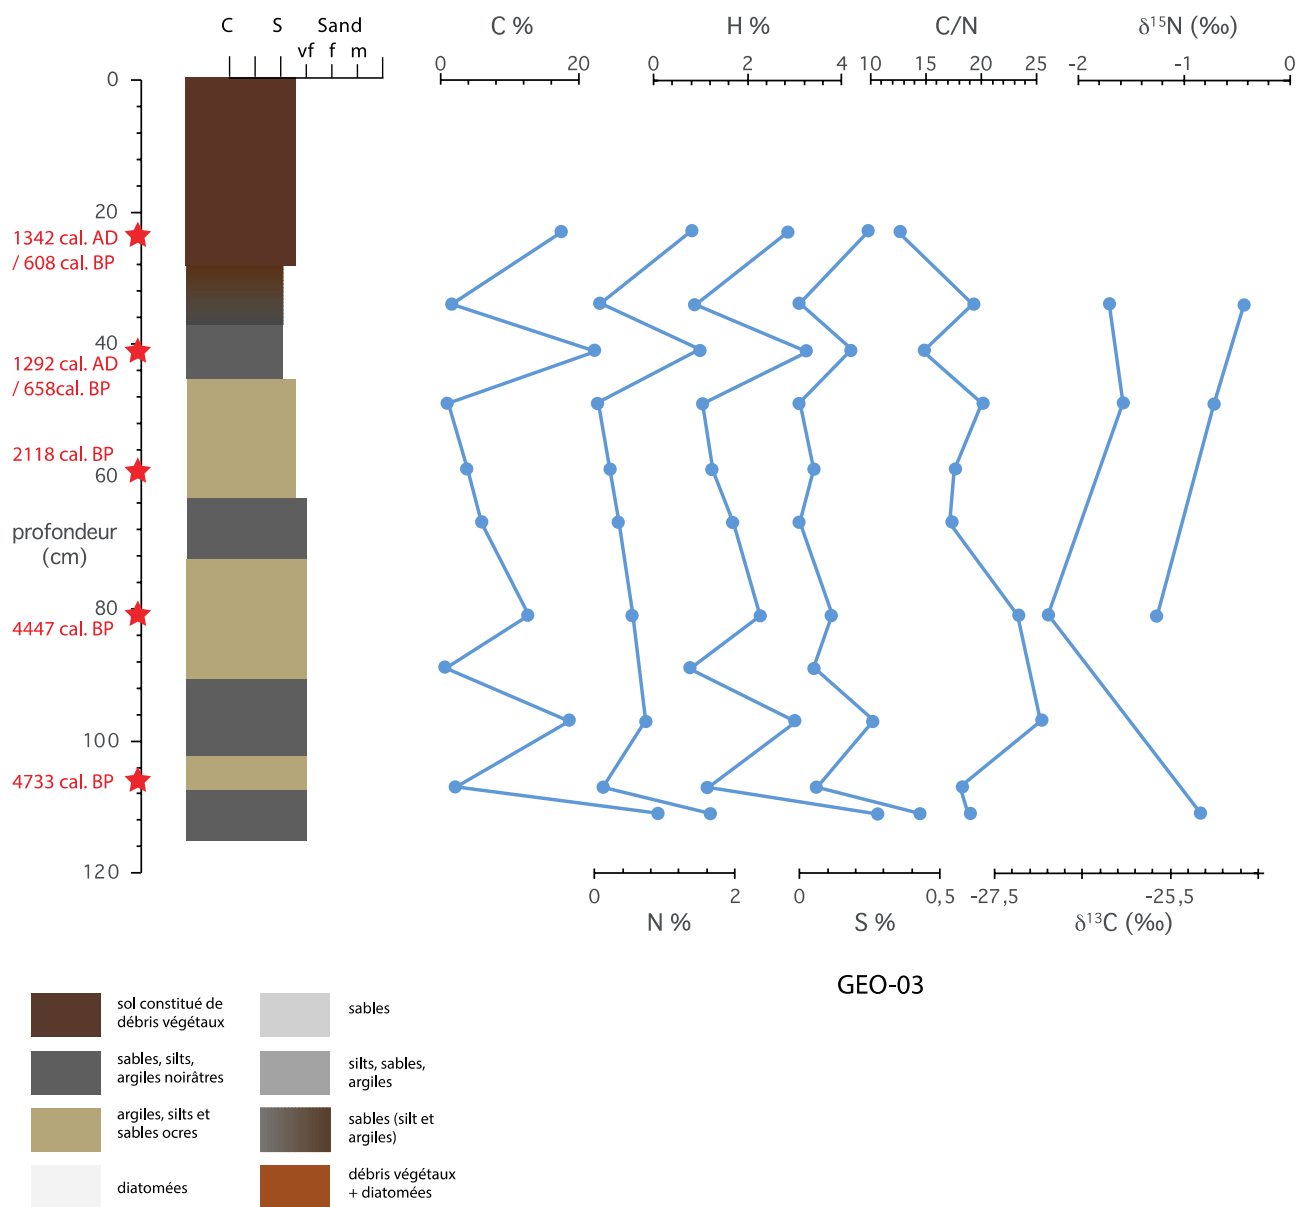 C S Sand
vf f m
C % H % C/N δ¹⁵N (‰)
0 20 0 2 4 10 15 20 25 -2 -1 0
0
20
1342 cal. AD
/ 608 cal. BP
40
1292 cal. AD
/ 658cal. BP
2118 cal. BP
60
profondeur
(cm)
80
4447 cal. BP
100
4733 cal. BP
120
0 2 0 0,5 -27,5 -25,5
N % S % δ¹³C (‰)
GEO-03
sol constitué de
débris végétaux
sables
sables, silts,
argiles noirâtres
silts, sables,
argiles
argiles, silts et
sables ocres
sables (silt et
argiles)
diatomées
débris végétaux
+ diatomées